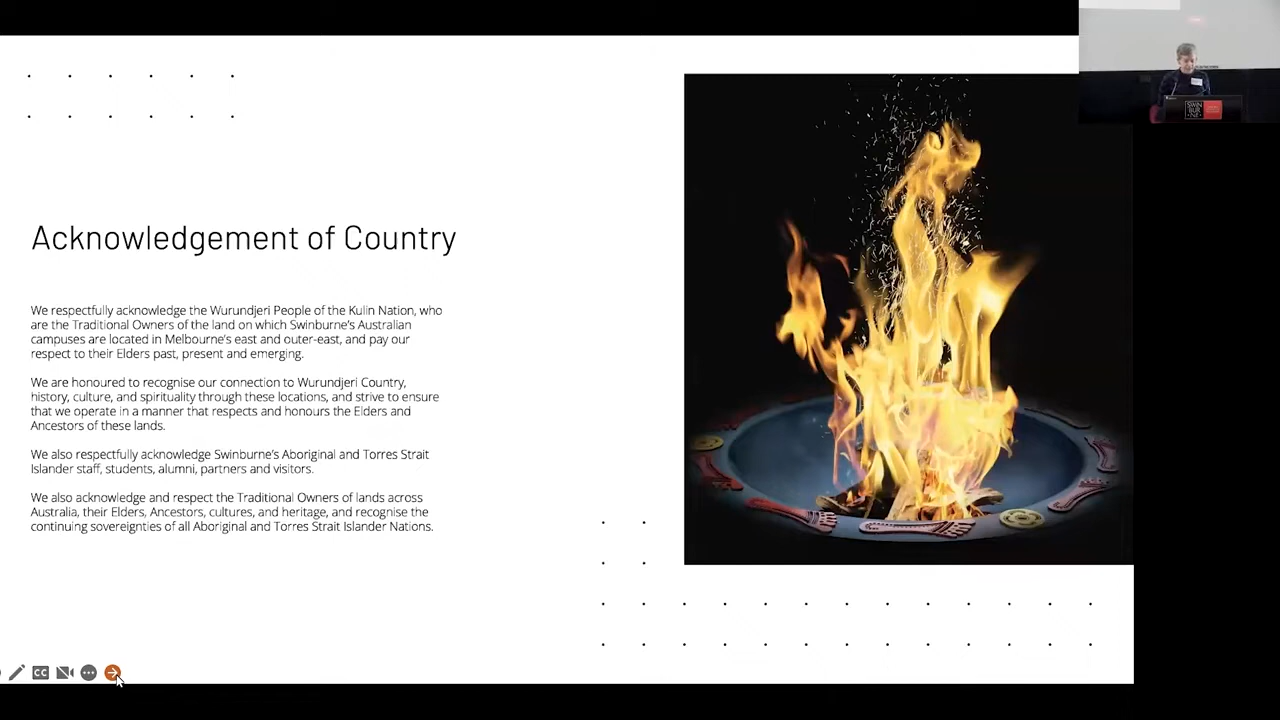 Acknowledgement of Country
We respectfully acknowledge the Wurundjeri People of the Kulin Nation, who
are the Traditional Owners of the land on which Swinburne's Australian
campuses are located in Melbourne's east and outer-east, and pay our
respect to their Elders past, present and emerging.
We are honoured to recognise our connection to Wurundjeri Country,
history, culture, and spirituality through these locations, and strive to ensure
that we operate in a manner that respects and honours the Elders and
Ancestors of these lands.
We also respectfully acknowledge Swinburne's Aboriginal and Torres Strait
Islander staff, students, alumni, partners and visitors.
We also acknowledge and respect the Traditional Owners of lands across
Australia, their Elders, Ancestors, cultures, and heritage, and recognise the
continuing sovereignties of all Aboriginal and Torres Strait Islander Nations.
CC
SWIN
BUR
NE